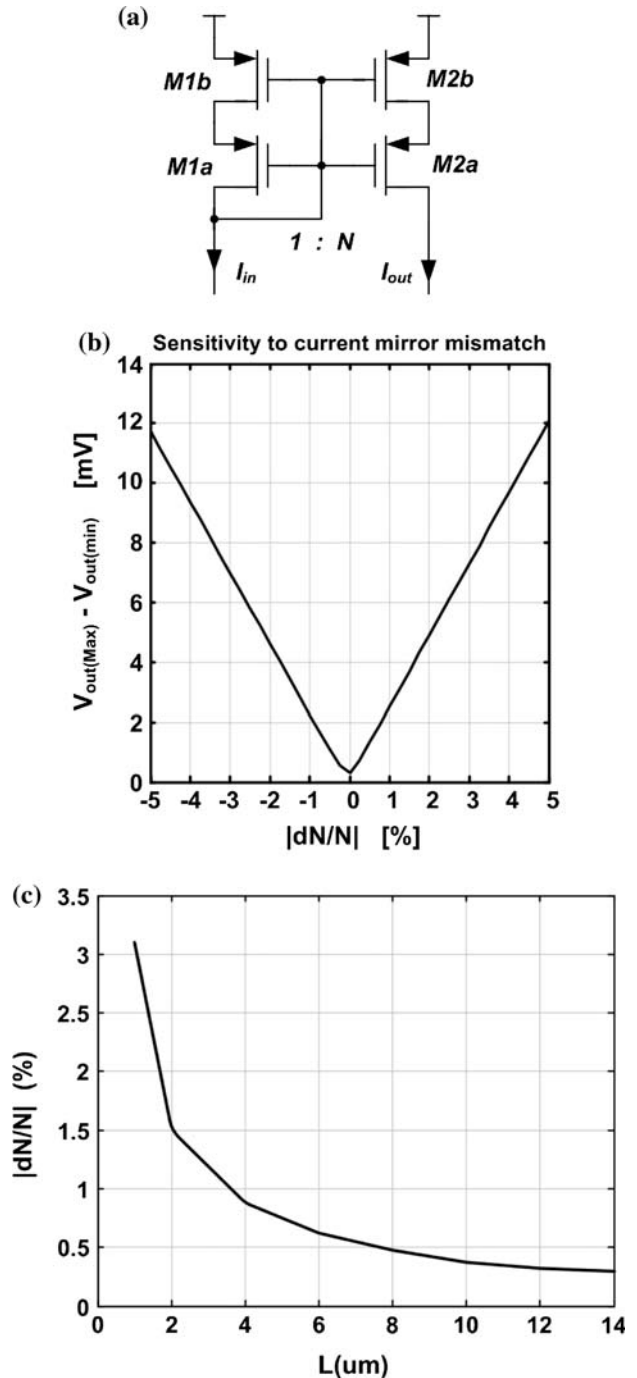 (a)
M1b
M2b
M1a
M2a
1 : N
Iin
Iout
(b) Sensitivity to current mirror mismatch
Vout(Max) - Vout(min) [mV]
14
12
10
8
6
4
2
0
-5 -4 -3 -2 -1 0 1 2 3 4 5
|dN/N| [%]
(c)
|dN/N| (%)
3.5
3
2.5
2
1.5
1
0.5
0
0 2 4 6 8 10 12 14
L(um)